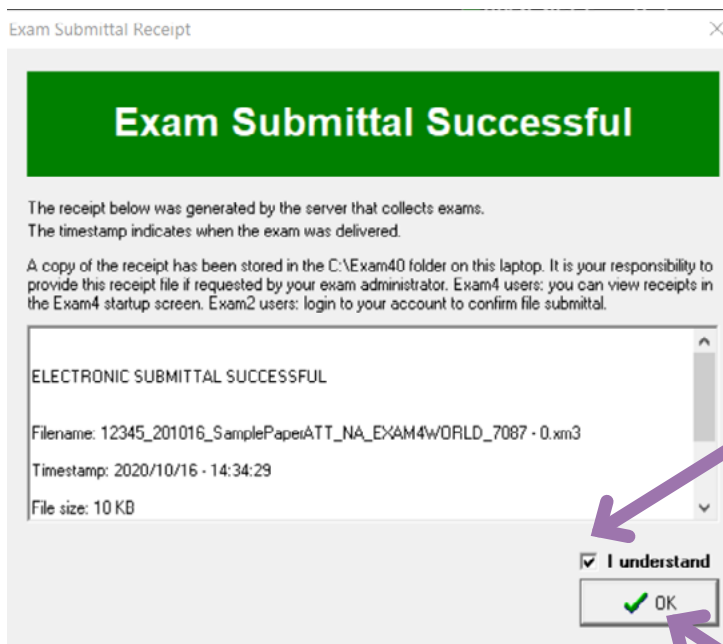 Exam Submittal Receipt
Exam Submittal Successful
The receipt below was generated by the server that collects exams.
The timestamp indicates when the exam was delivered.
A copy of the receipt has been stored in the C:\Exam40 folder on this laptop. It is your responsibility to
provide this receipt file if requested by your exam administrator. Exam4 users: you can view receipts in
the Exam4 startup screen. Exam2 users: login to your account to confirm file submittal.
ELECTRONIC SUBMITTAL SUCCESSFUL
Filename: 12345_201016_SamplePaperATT_NA_EXAM4WORLD_7087 - 0.xm3
Timestamp: 2020/10/16 - 14:34:29
File size: 10 KB
I understand
OK